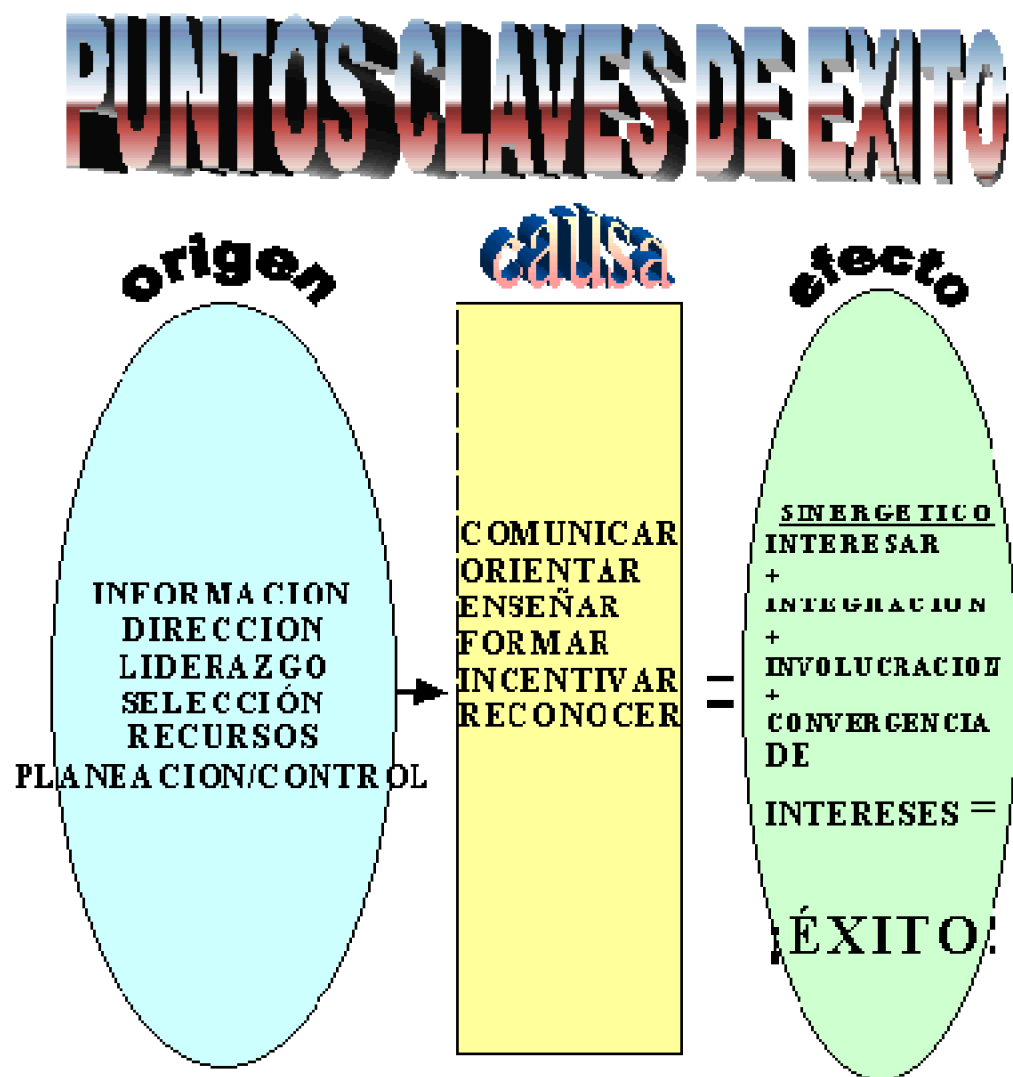 PUNTOS CLAVES DE EXITO
origen
INFORMACION
DIRECCION
LIDERAZGO
SELECCIÓN
RECURSOS
PLANEACION/CONTROL
causa
COMUNICAR
ORIENTAR
ENSEÑAR
FORMAR
INCENTIVAR
RECONOCER
=
efecto
SINERGETICO
INTERESAR
+
INTEGRACION
+
INVOLUCRACION
+
CONVERGENCIA
DE
INTERESES =
¡ÉXITO!